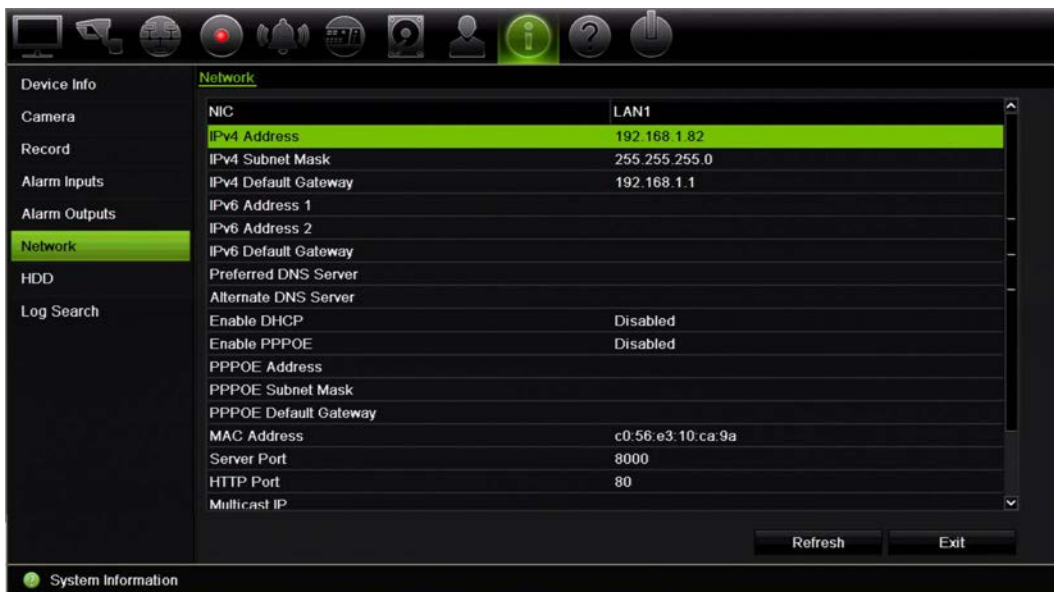 Device Info
Camera
Record
Alarm Inputs
Alarm Outputs
Network
HDD
Log Search
Network
NIC LAN1
IPv4 Address 192.168.1.82
IPv4 Subnet Mask 255.255.255.0
IPv4 Default Gateway 192.168.1.1
IPv6 Address 1
IPv6 Address 2
IPv6 Default Gateway
Preferred DNS Server
Alternate DNS Server
Enable DHCP Disabled
Enable PPPOE Disabled
PPPOE Address
PPPOE Subnet Mask
PPPOE Default Gateway
MAC Address c0:56:e3:10:ca:9a
Server Port 8000
HTTP Port 80
Multicast IP
Refresh Exit
System Information